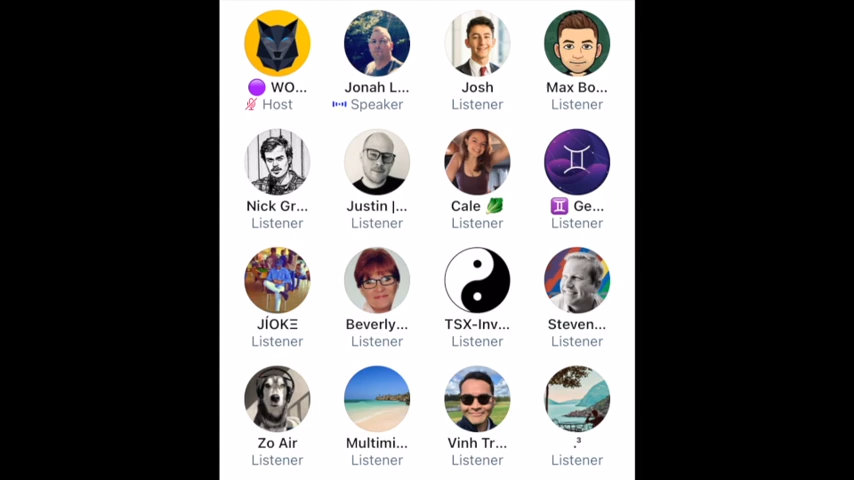 🟣 WO... Jonah L... Josh Max Bo...
Host Speaker Listener Listener
Nick Gr... Justin |... Cale 🥬 ♊ Ge...
Listener Listener Listener Listener
JÍOKΞ Beverly... TSX-Inv... Steven...
Listener Listener Listener Listener
Zo Air Multimi... Vinh Tr... .³
Listener Listener Listener Listener